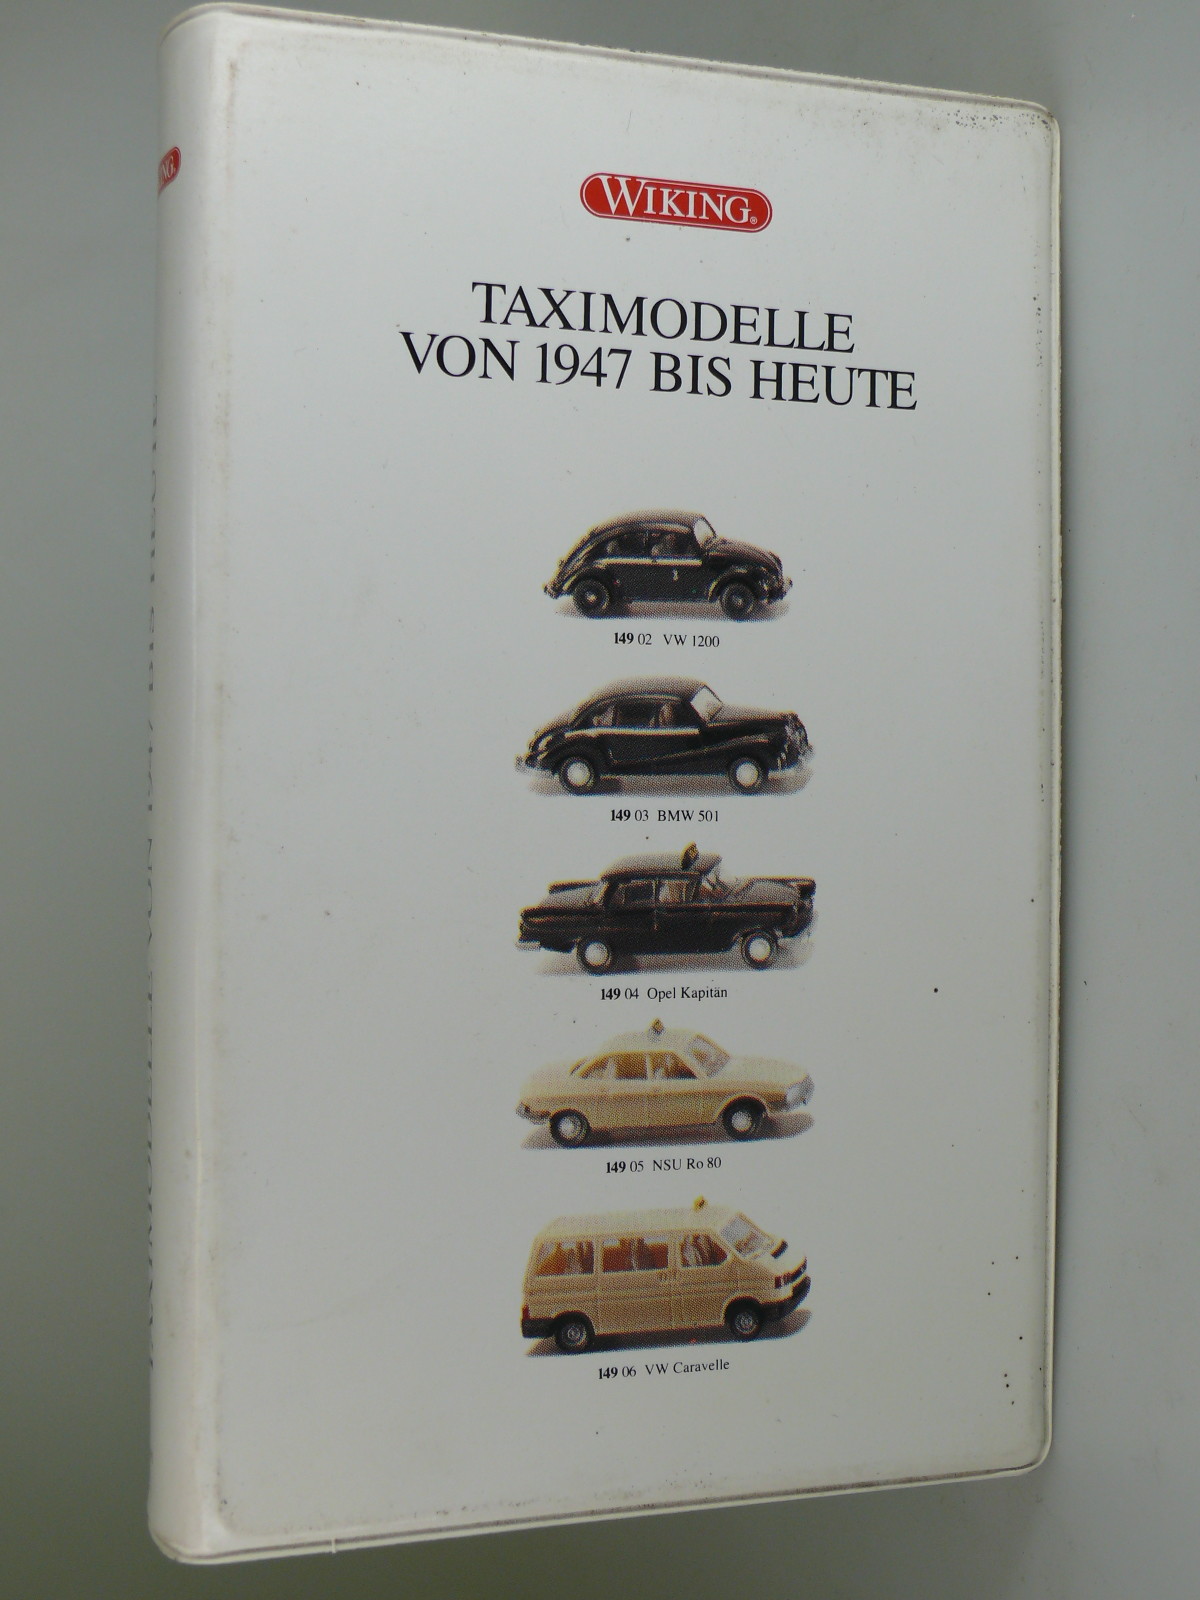 WIKING®
TAXIMODELLE
VON 1947 BIS HEUTE
149 02 VW 1200
149 03 BMW 501
149 04 Opel Kapitän
149 05 NSU Ro 80
149 06 VW Caravelle